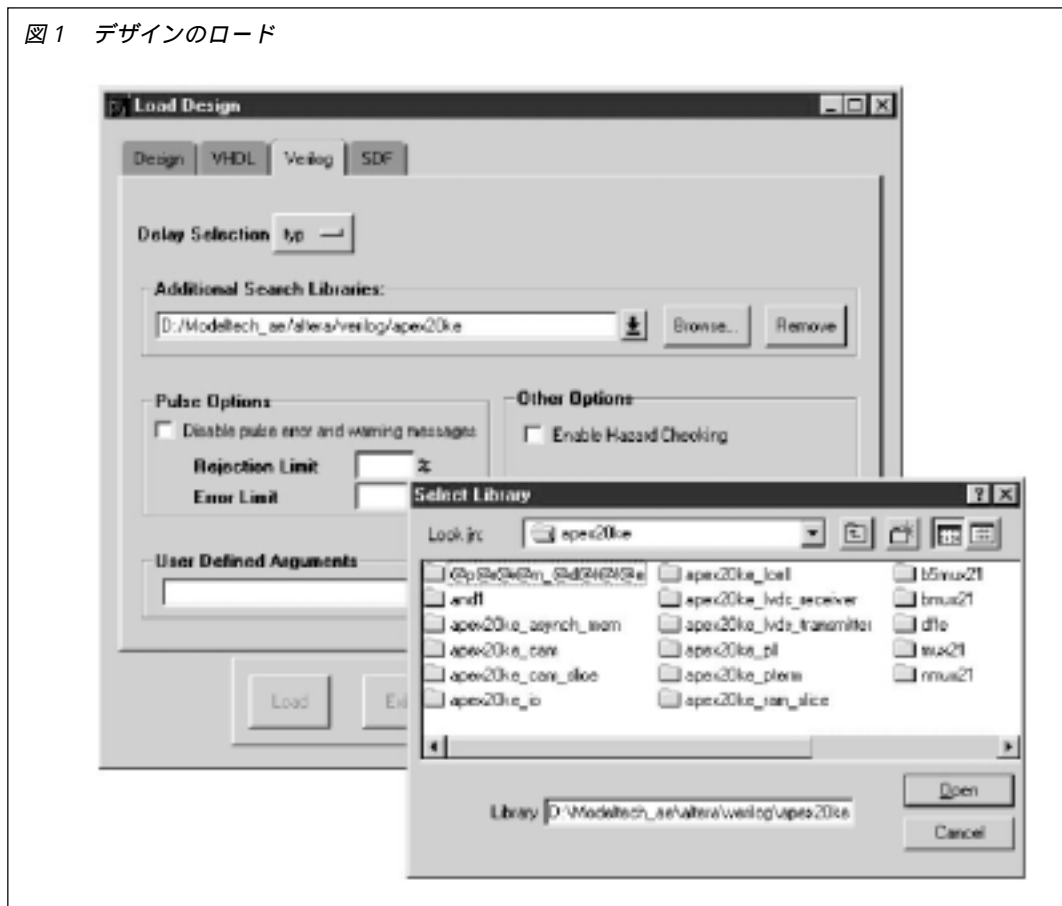 図 1 デザインのロード
Load Design
Design VHDL Verilog SDF
Delay Selection typ
Additional Search Libraries:
D:/Modeltech_ae/altera/verilog/apex20ke Browse... Remove
Pulse Options
Disable pulse error and warning messages
Rejection Limit %
Error Limit
Other Options
Enable Hazard Checking
User Defined Arguments
Load
Select Library
Look in: apex20ke
apex20ke_lcell b5mux21
and1 apex20ke_lvds_receiver bmux21
apex20ke_asynch_mem apex20ke_lvds_transmitter
apex20ke_cam apex20ke_pll mux21
apex20ke_cam_slice apex20ke_pterm nmux21
apex20ke_io apex20ke_ram_slice
Library D:\Modeltech_ae\altera\verilog\apex20ke
Open
Cancel